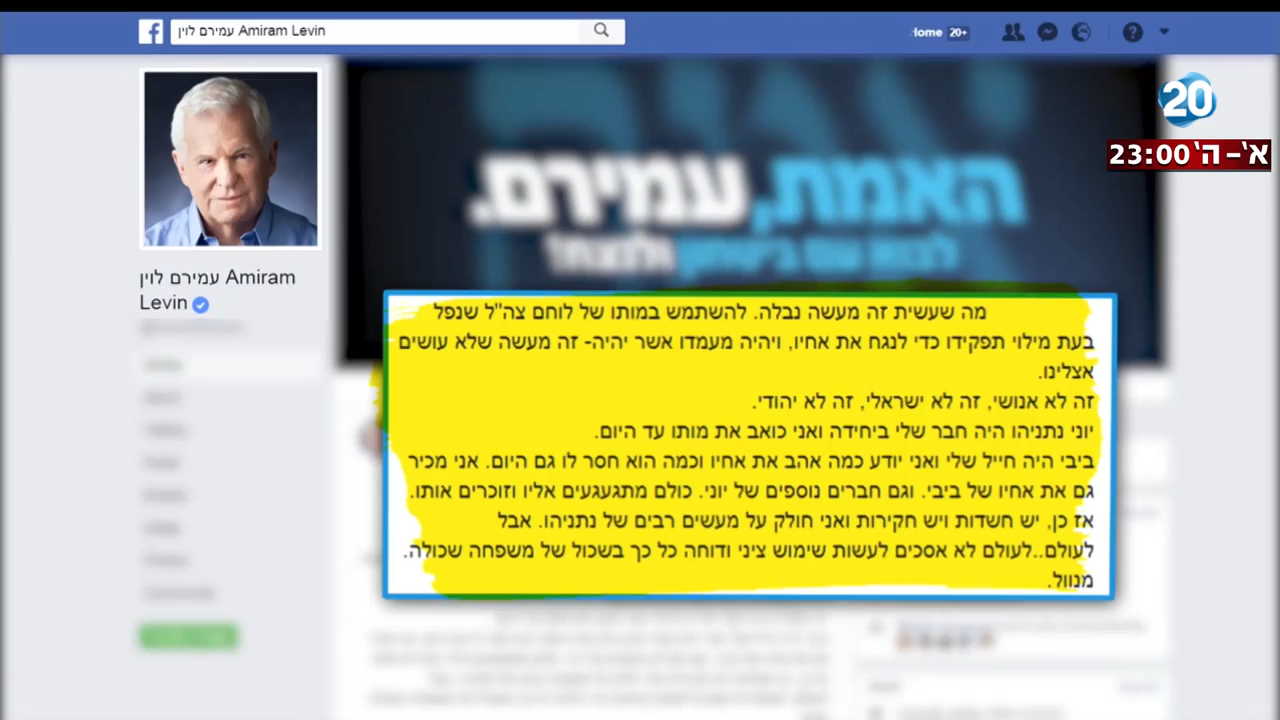 עמירם לוין Amiram Levin
Home 20+
20
א'-ה' 23:00
האמת, עמירם.
עמירם לוין Amiram
Levin
מה שעשית זה מעשה נבלה. להשתמש במותו של לוחם צה"ל שנפל
בעת מילוי תפקידו כדי לנגח את אחיו, ויהיה מעמדו אשר יהיה- זה מעשה שלא עושים
אצלינו.
זה לא אנושי, זה לא ישראלי, זה לא יהודי.
יוני נתניהו היה חבר שלי ביחידה ואני כואב את מותו עד היום.
ביבי היה חייל שלי ואני יודע כמה אהב את אחיו וכמה הוא חסר לו גם היום. אני מכיר
גם את אחיו של ביבי. וגם חברים נוספים של יוני. כולם מתגעגעים אליו וזוכרים אותו.
אז כן, יש חשדות ויש חקירות ואני חולק על מעשים רבים של נתניהו. אבל
לעולם..לעולם לא אסכים לעשות שימוש ציני ודוחה כל כך בשכול של משפחה שכולה.
מנוול.